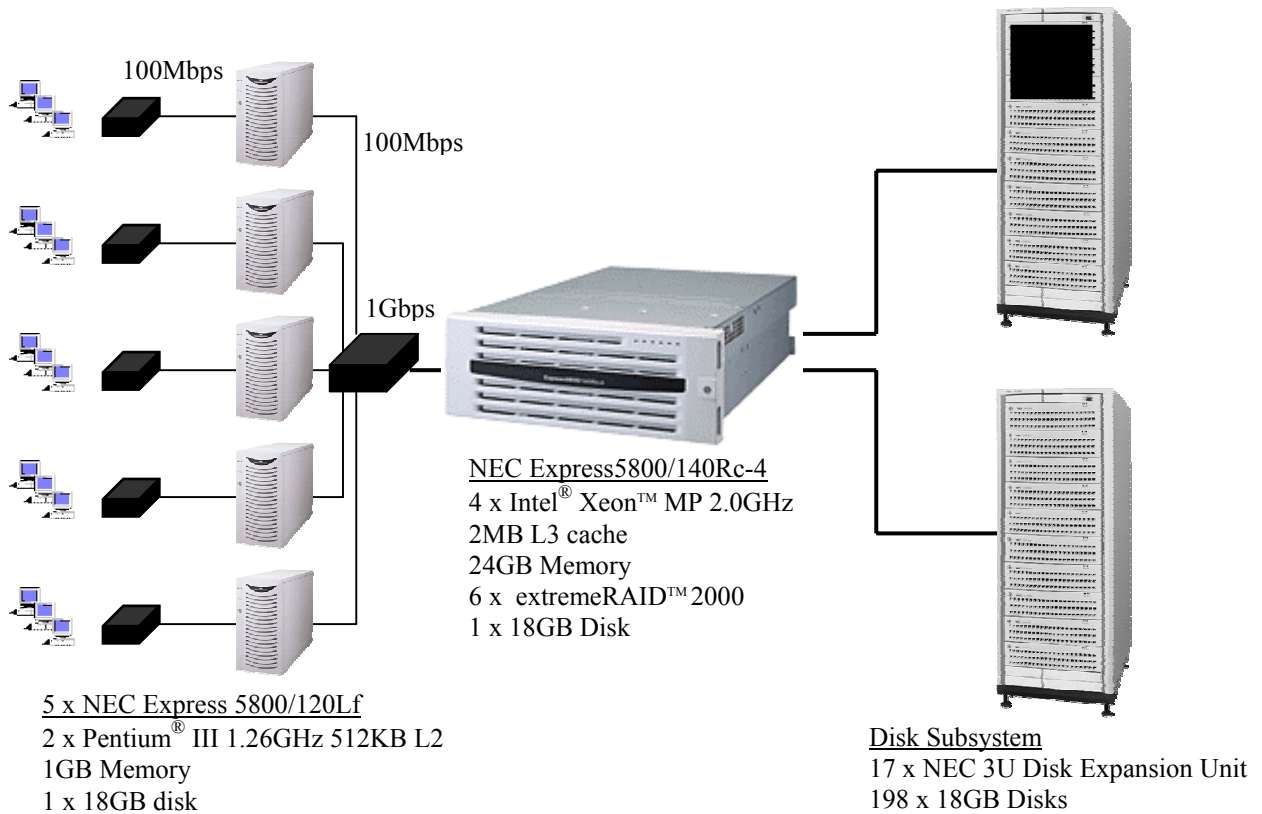 100Mbps
100Mbps
1Gbps
NEC Express5800/140Rc-4
4 x Intel® Xeon™ MP 2.0GHz
2MB L3 cache
24GB Memory
6 x extremeRAID™ 2000
1 x 18GB Disk
5 x NEC Express 5800/120Lf
2 x Pentium® III 1.26GHz 512KB L2
1GB Memory
1 x 18GB disk
Disk Subsystem
17 x NEC 3U Disk Expansion Unit
198 x 18GB Disks